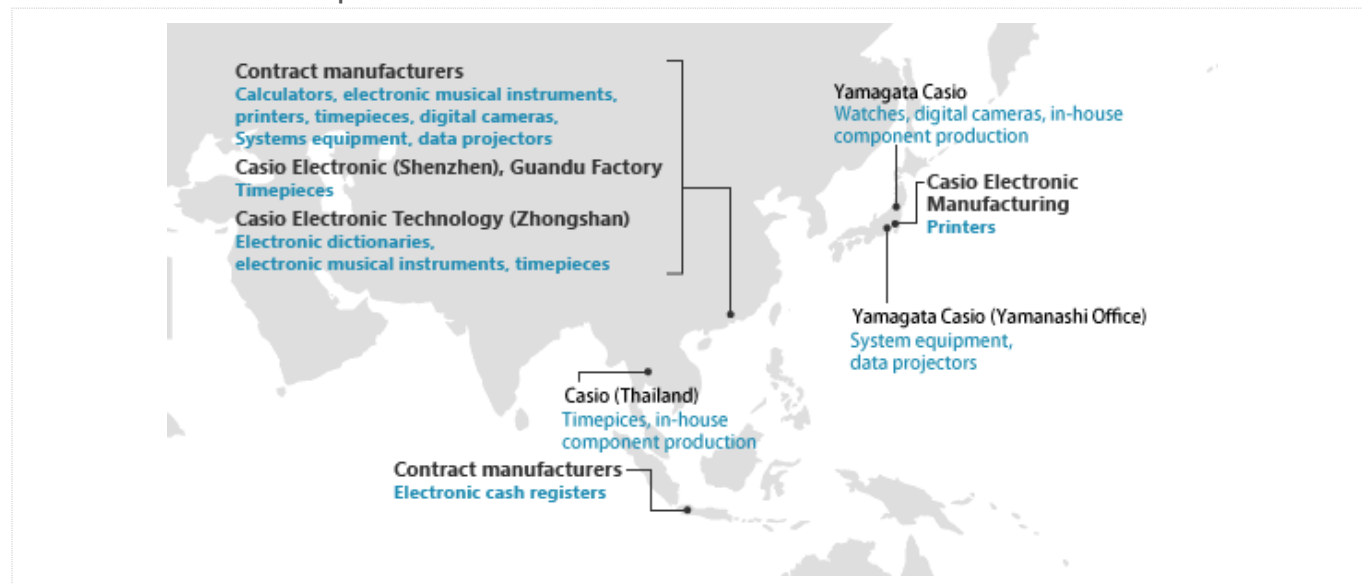 Contract manufacturers
Calculators, electronic musical instruments,
printers, timepieces, digital cameras,
Systems equipment, data projectors
Casio Electronic (Shenzhen), Guandu Factory
Timepieces
Casio Electronic Technology (Zhongshan)
Electronic dictionaries,
electronic musical instruments, timepieces
Yamagata Casio
Watches, digital cameras, in-house
component production
Casio Electronic
Manufacturing
Printers
Yamagata Casio (Yamanashi Office)
System equipment,
data projectors
Casio (Thailand)
Timepices, in-house
component production
Contract manufacturers
Electronic cash registers